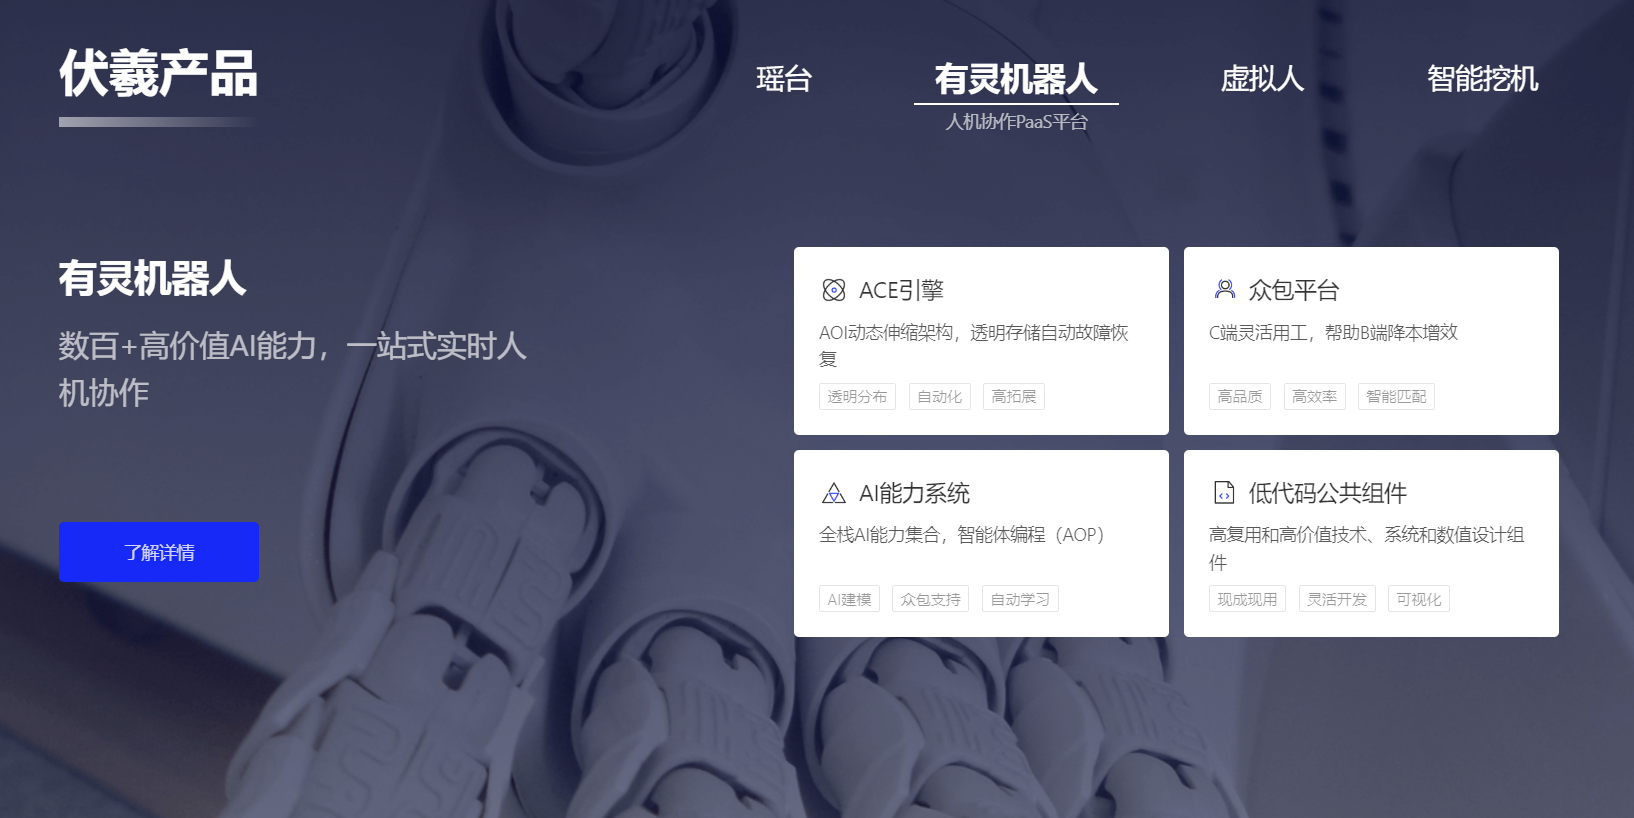 伏羲产品
瑶台
有灵机器人
虚拟人
智能挖机
人机协作PaaS平台
有灵机器人
数百+高价值AI能力，一站式实时人
机协作
了解详情
ACE引擎
AOI动态伸缩架构，透明存储自动故障恢
复
透明分布
自动化
高拓展
众包平台
C端灵活用工，帮助B端降本增效
高品质
高效率
智能匹配
AI能力系统
全栈AI能力集合，智能体编程（AOP）
AI建模
众包支持
自动学习
低代码公共组件
高复用和高价值技术、系统和数值设计组
件
现成现用
灵活开发
可视化